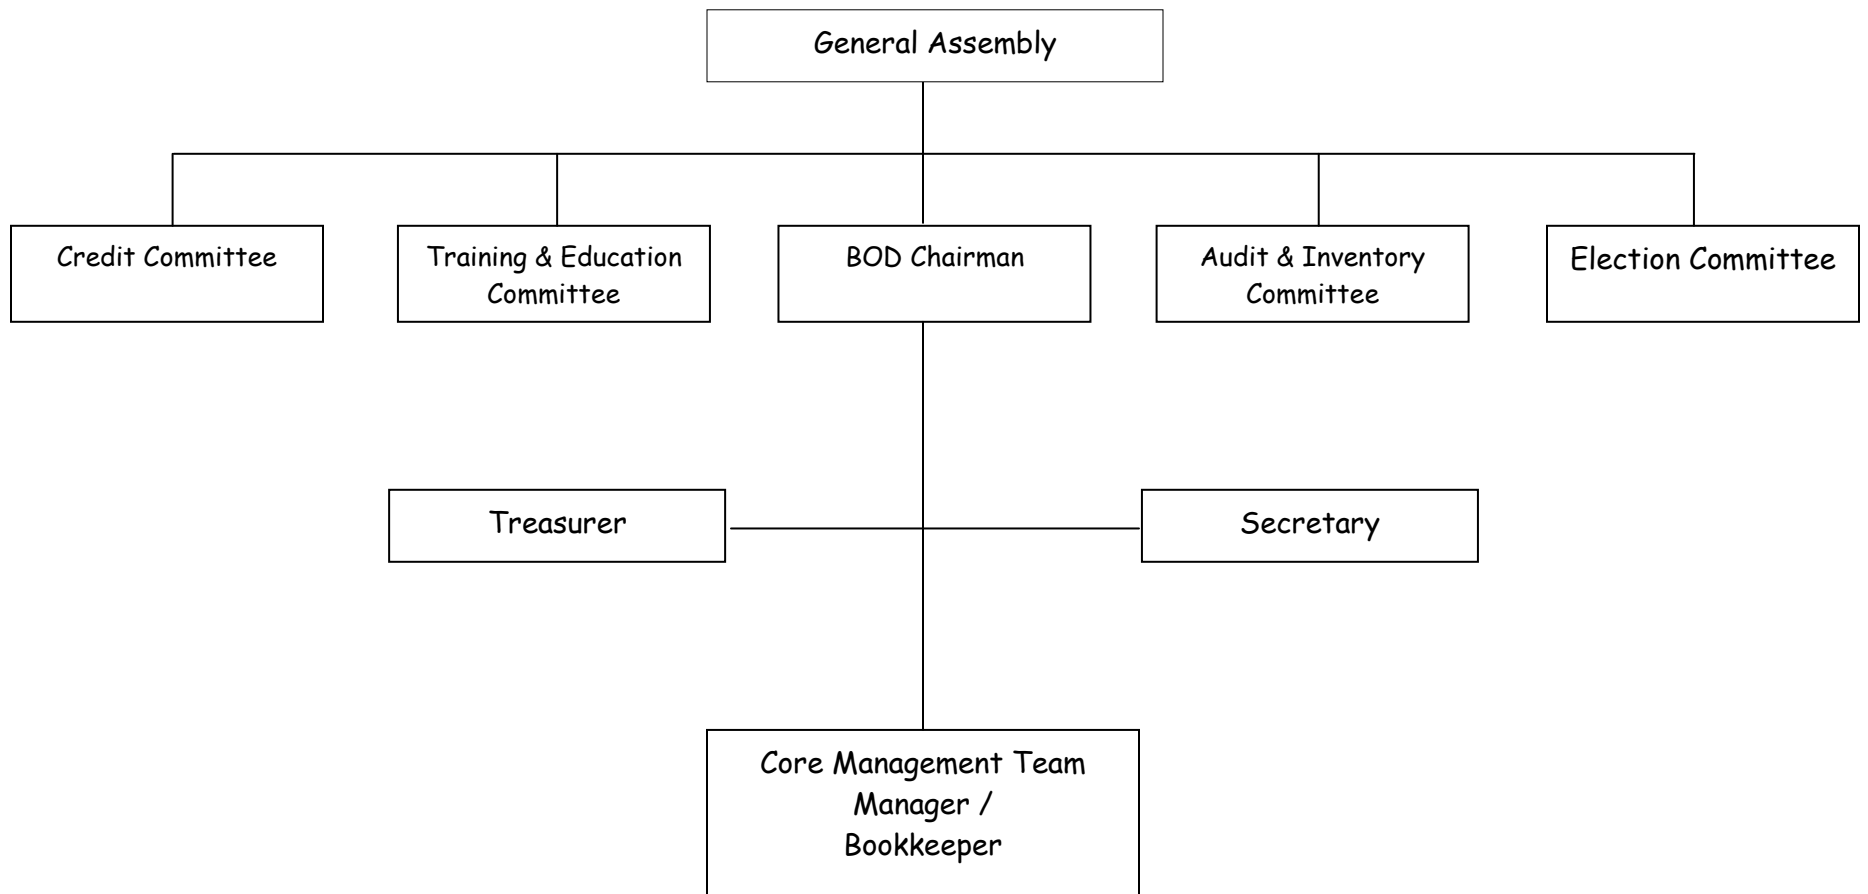 General Assembly
Credit Committee
Training & Education
Committee
BOD Chairman
Audit & Inventory
Committee
Election Committee
Treasurer
Secretary
Core Management Team
Manager /
Bookkeeper